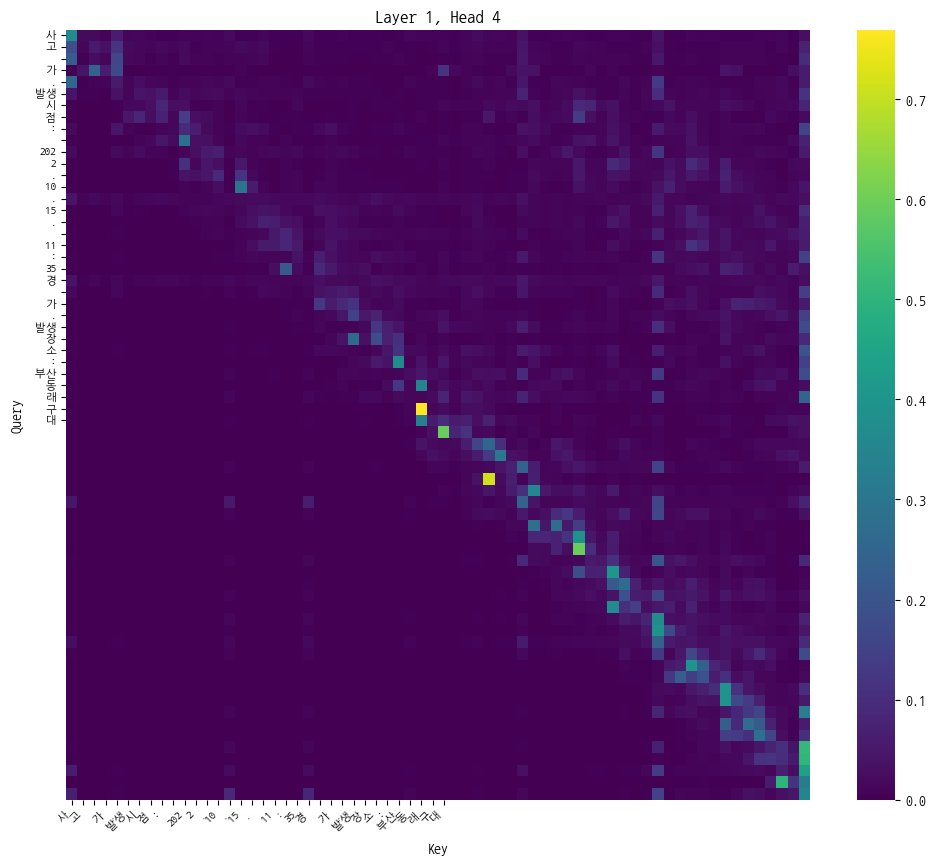 Layer 1, Head 4
사
고
가
.
발생
시
점
:
202
2
.
10
.
15
.
11
:
35
경
가
.
발생
장
소
:
부산
동
래
구
대
Query
사
고
가
발생
시
점
:
202
2
10
15
.
11
:
35
경
가
발생
장
소
:
부산
동
래
구
대
Key
0.7
0.6
0.5
0.4
0.3
0.2
0.1
0.0